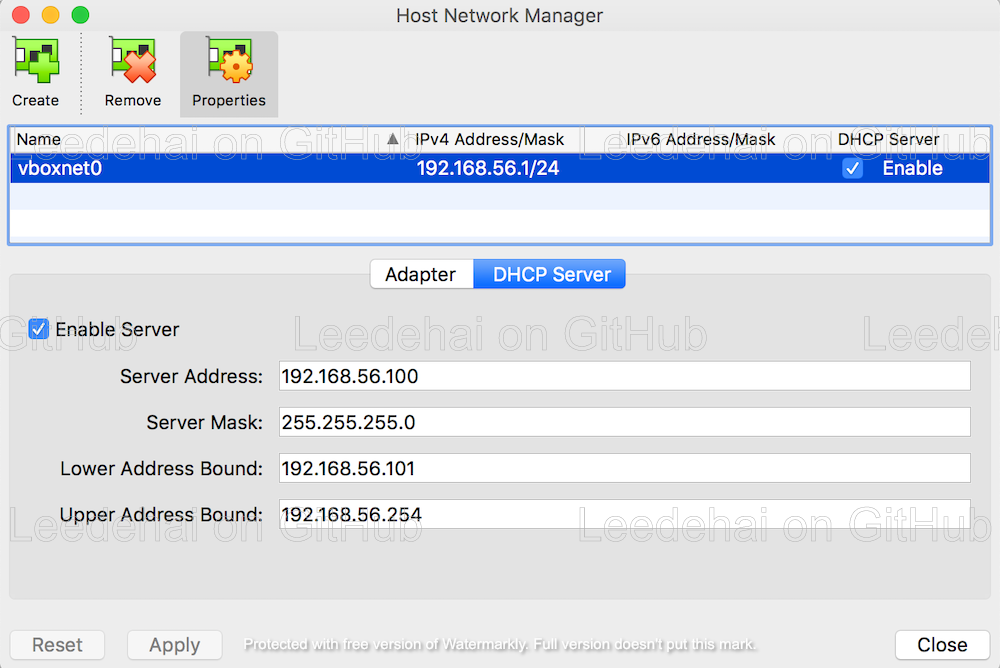 Host Network Manager
Create Remove Properties
Name IPv4 Address/Mask IPv6 Address/Mask DHCP Server
Leedehai on GitHub Leedehai on GitHub
vboxnet0 192.168.56.1/24 Enable
Adapter DHCP Server
Enable Server
GitHub Leedehai on GitHub Leedehai
Server Address: 192.168.56.100
Server Mask: 255.255.255.0
Lower Address Bound: 192.168.56.101
Upper Address Bound: 192.168.56.254
Leedehai on GitHub Leedehai on GitHub
Reset Apply Protected with free version of Watermarkly. Full version doesn't put this mark. Close